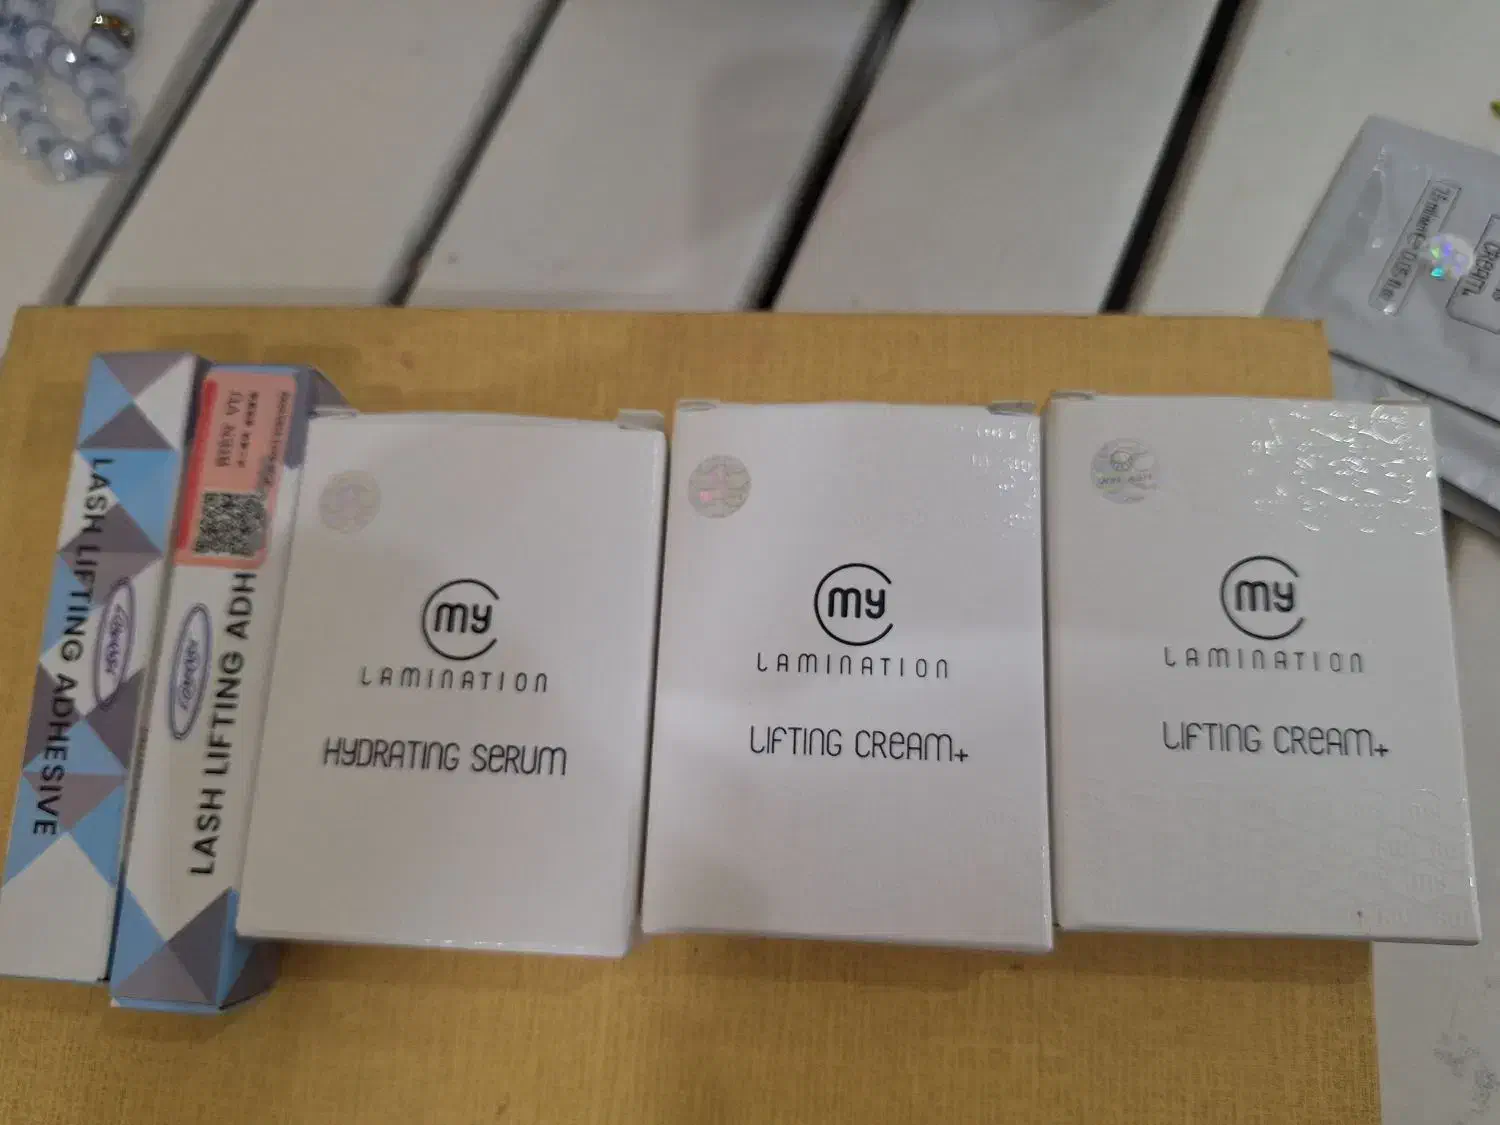 LASH LIFTING ADHESIVE
LASH LIFTING ADH
my
LAMINATION
HYDRATING SERUM
my
LAMINATION
LIFTING CREAM+
my
LAMINATION
LIFTING CREAM+